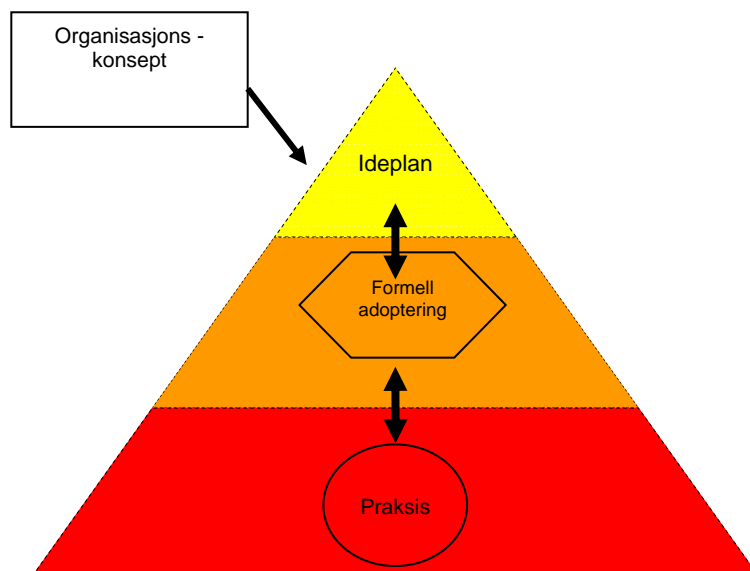 Organisasjons -
konsept
Ideplan
Formell
adoptering
Praksis